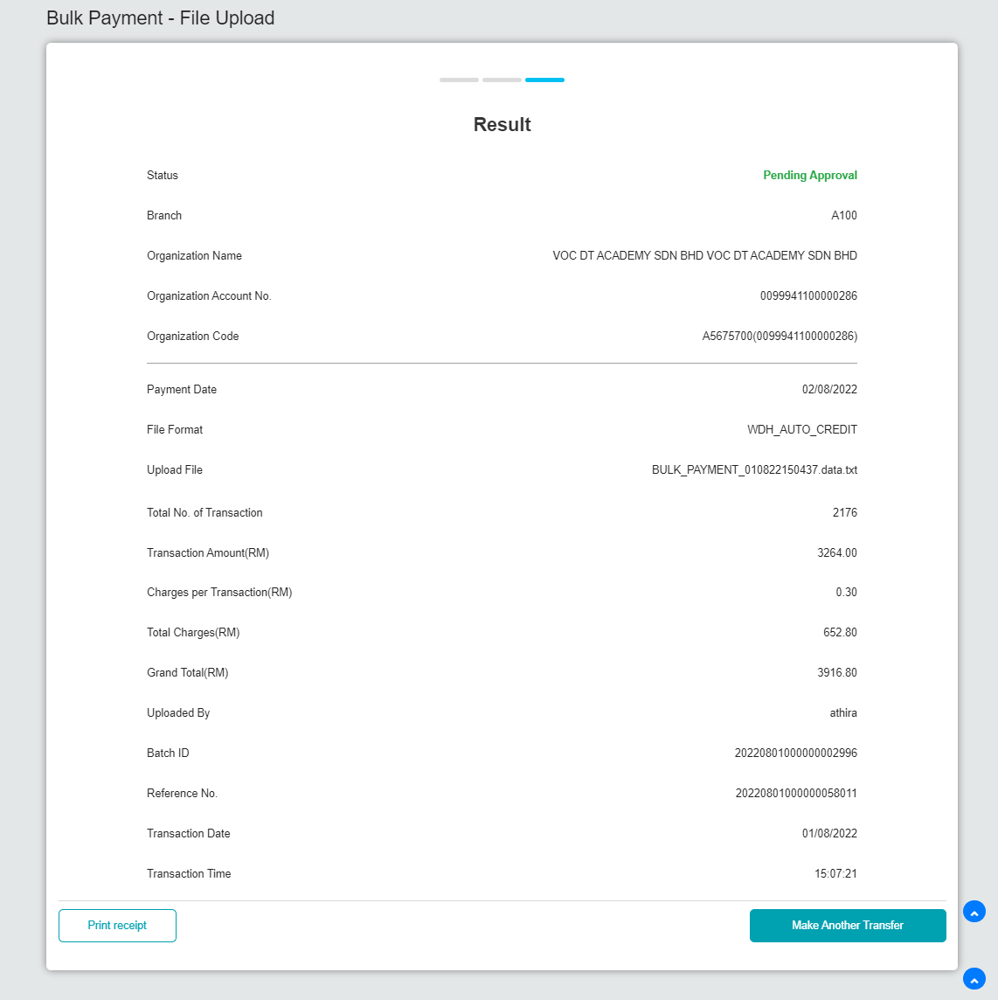 Bulk Payment - File Upload
Result
Status Pending Approval
Branch A100
Organization Name VOC DT ACADEMY SDN BHD VOC DT ACADEMY SDN BHD
Organization Account No. 0099941100000286
Organization Code A5675700(0099941100000286)
Payment Date 02/08/2022
File Format WDH_AUTO_CREDIT
Upload File BULK_PAYMENT_010822150437.data.txt
Total No. of Transaction 2176
Transaction Amount(RM) 3264.00
Charges per Transaction(RM) 0.30
Total Charges(RM) 652.80
Grand Total(RM) 3916.80
Uploaded By athira
Batch ID 20220801000000002996
Reference No. 20220801000000058011
Transaction Date 01/08/2022
Transaction Time 15:07:21
Print receipt Make Another Transfer